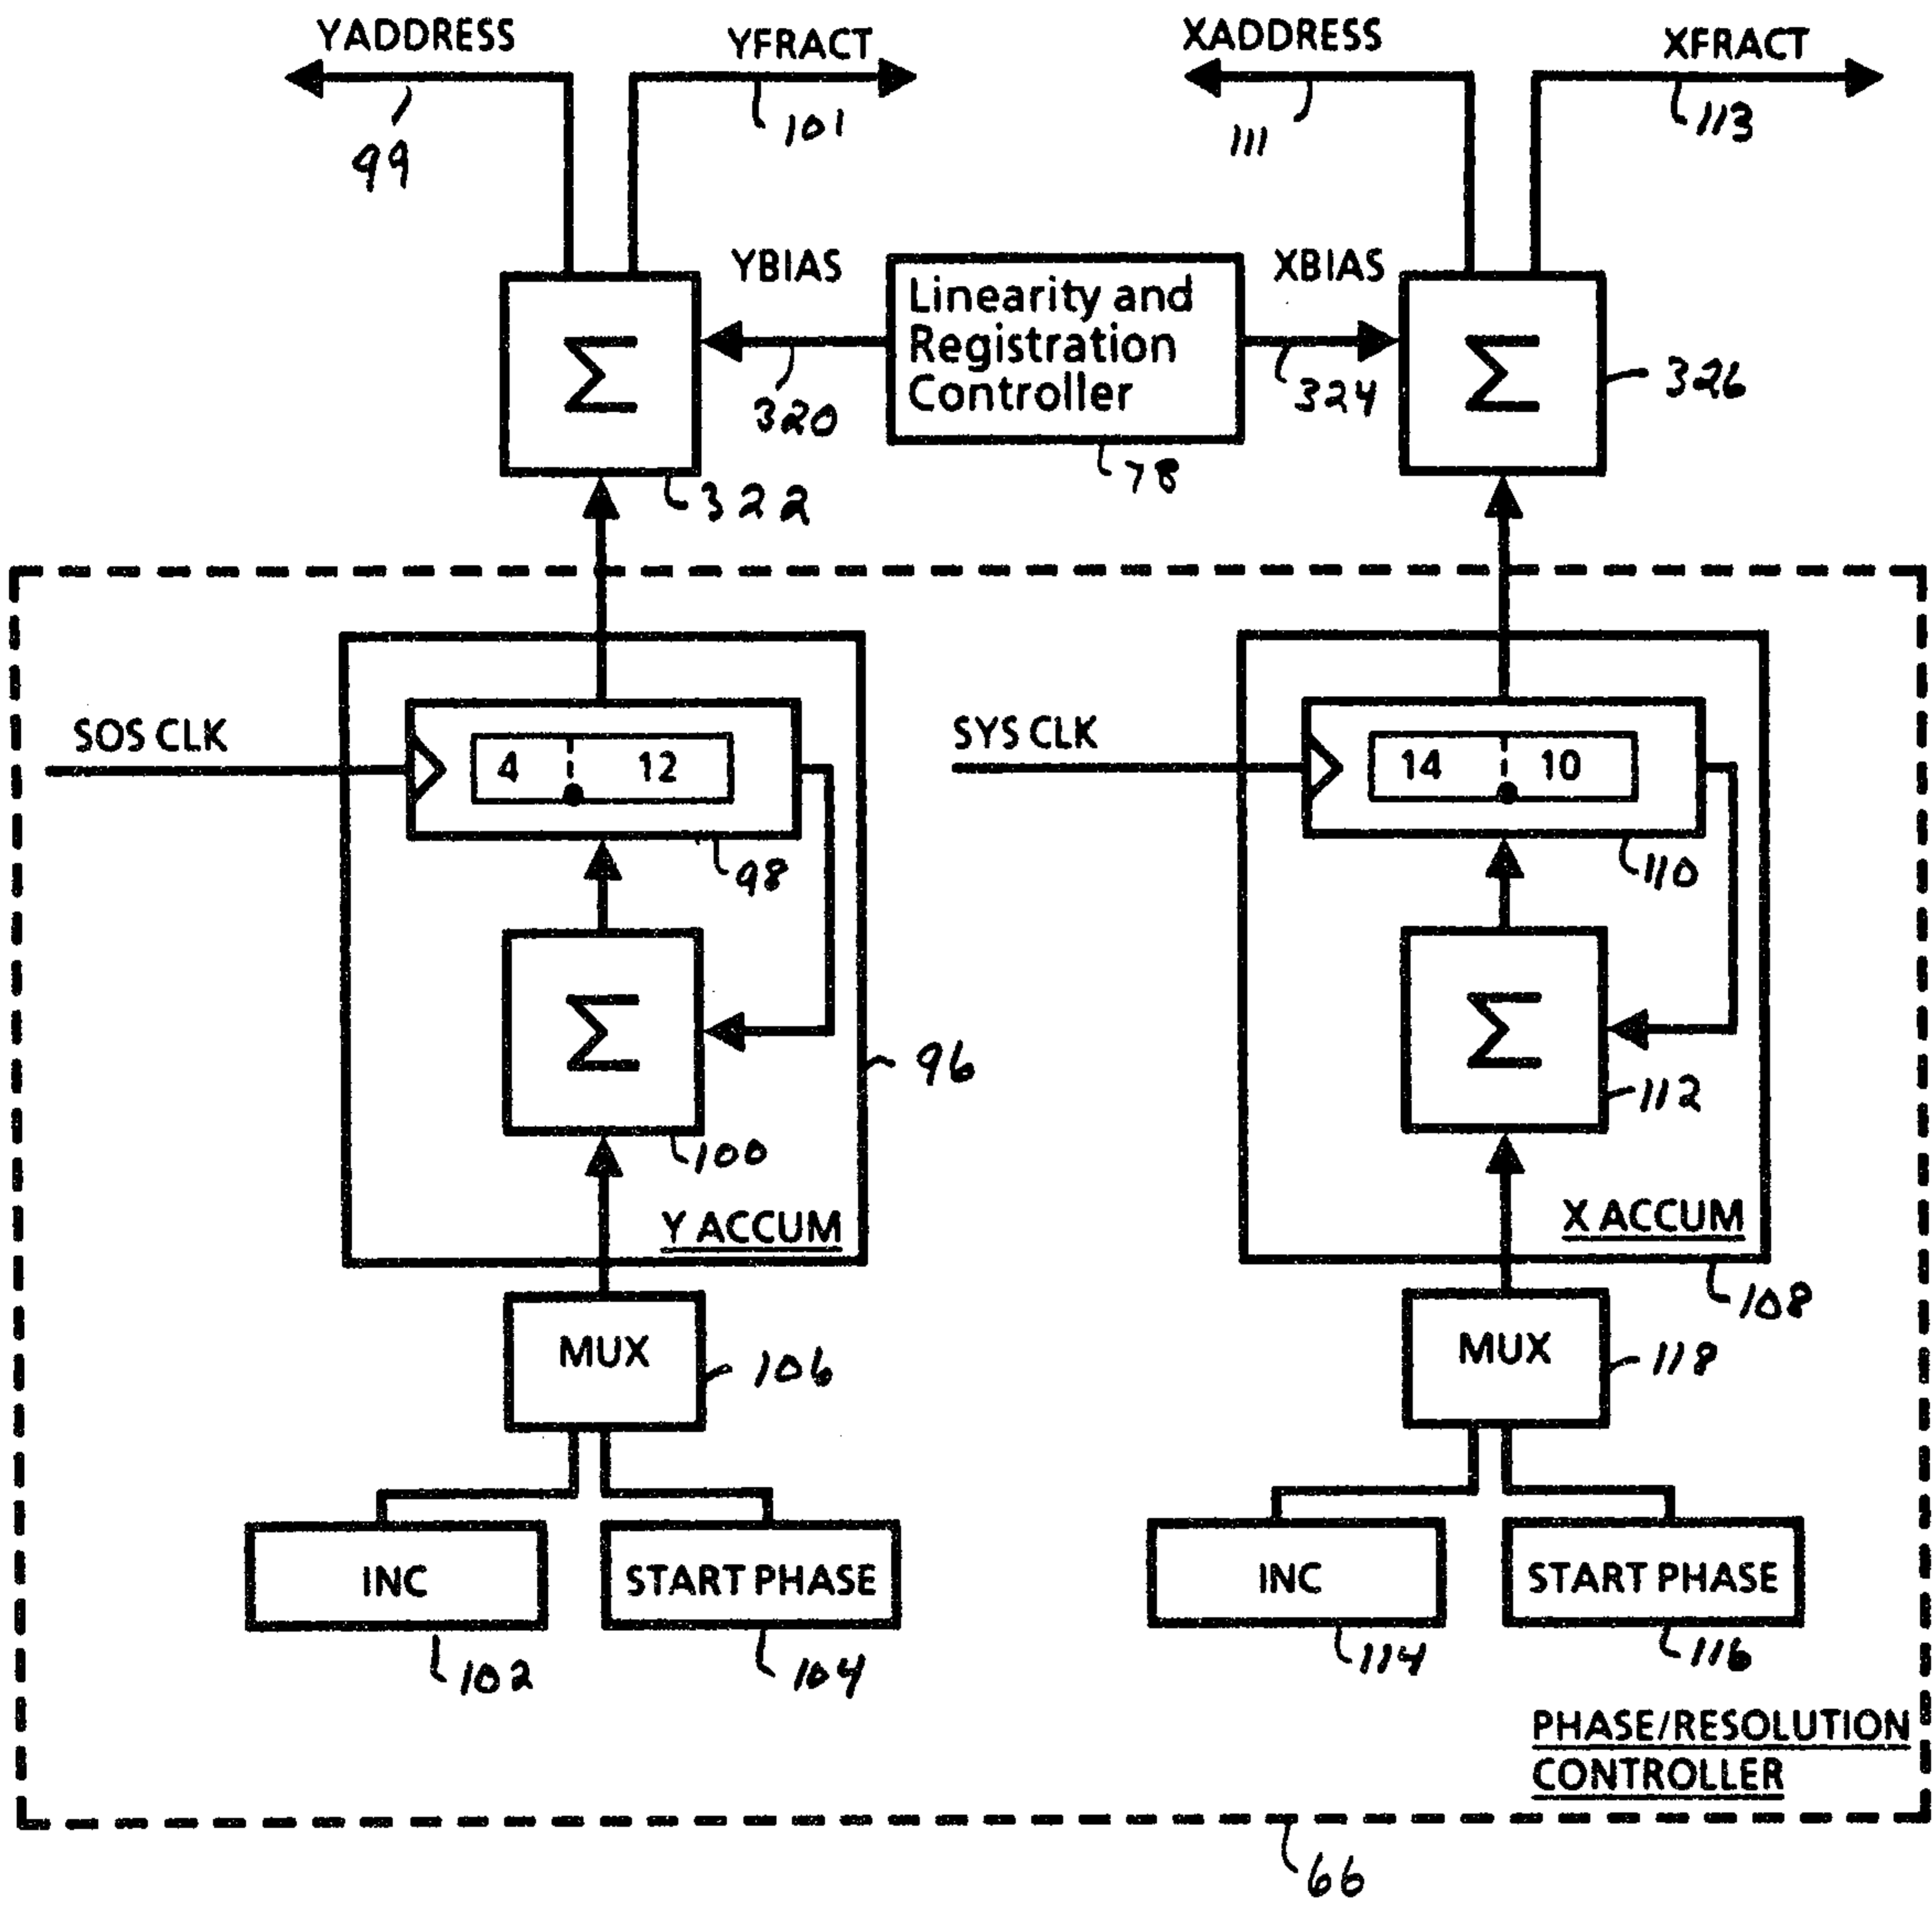 YADDRESS
YFRACT
XADDRESS
XFRACT
99
101
111
113
YBIAS
Linearity and
Registration
Controller
XBIAS
Σ
Σ
320
324
326
322
78
SOS CLK
4
12
SYS CLK
14
10
98
110
Σ
Σ
96
112
100
Y ACCUM
X ACCUM
108
MUX
106
MUX
118
INC
START PHASE
INC
START PHASE
102
104
114
116
PHASE/RESOLUTION
CONTROLLER
66